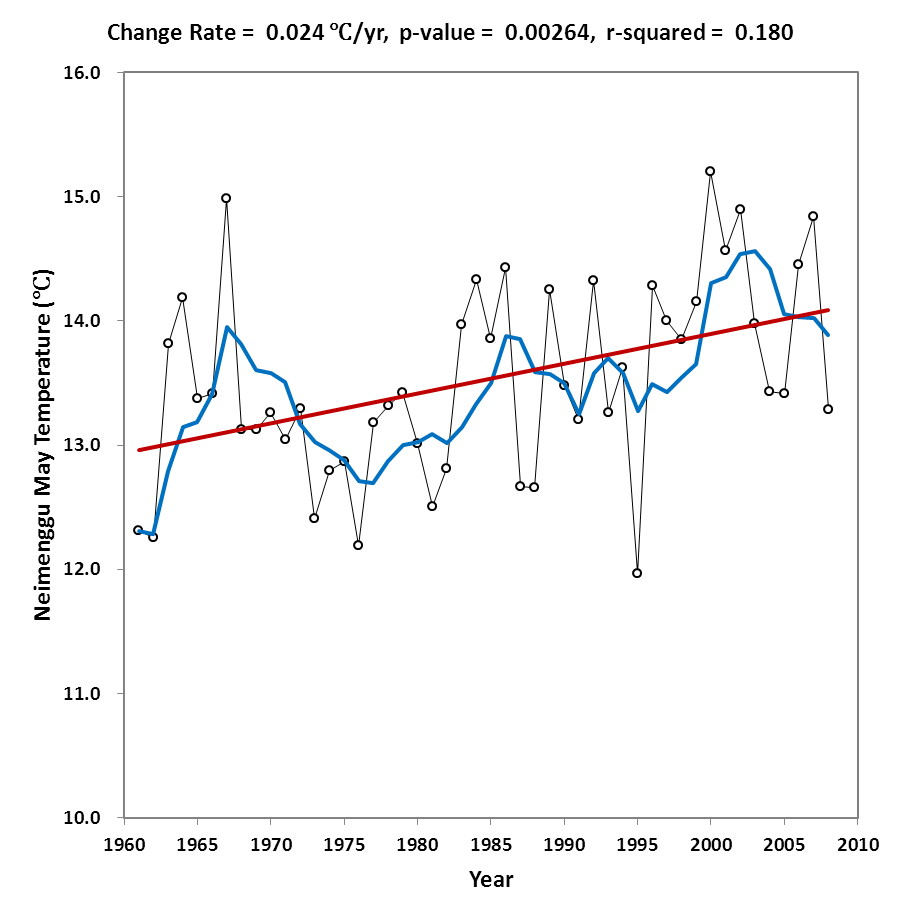 Change Rate = 0.024 ℃/yr, p-value = 0.00264, r-squared = 0.180
16.0
15.0
14.0
13.0
12.0
11.0
10.0
Neimenggu May Temperature (℃)
1960 1965 1970 1975 1980 1985 1990 1995 2000 2005 2010
Year